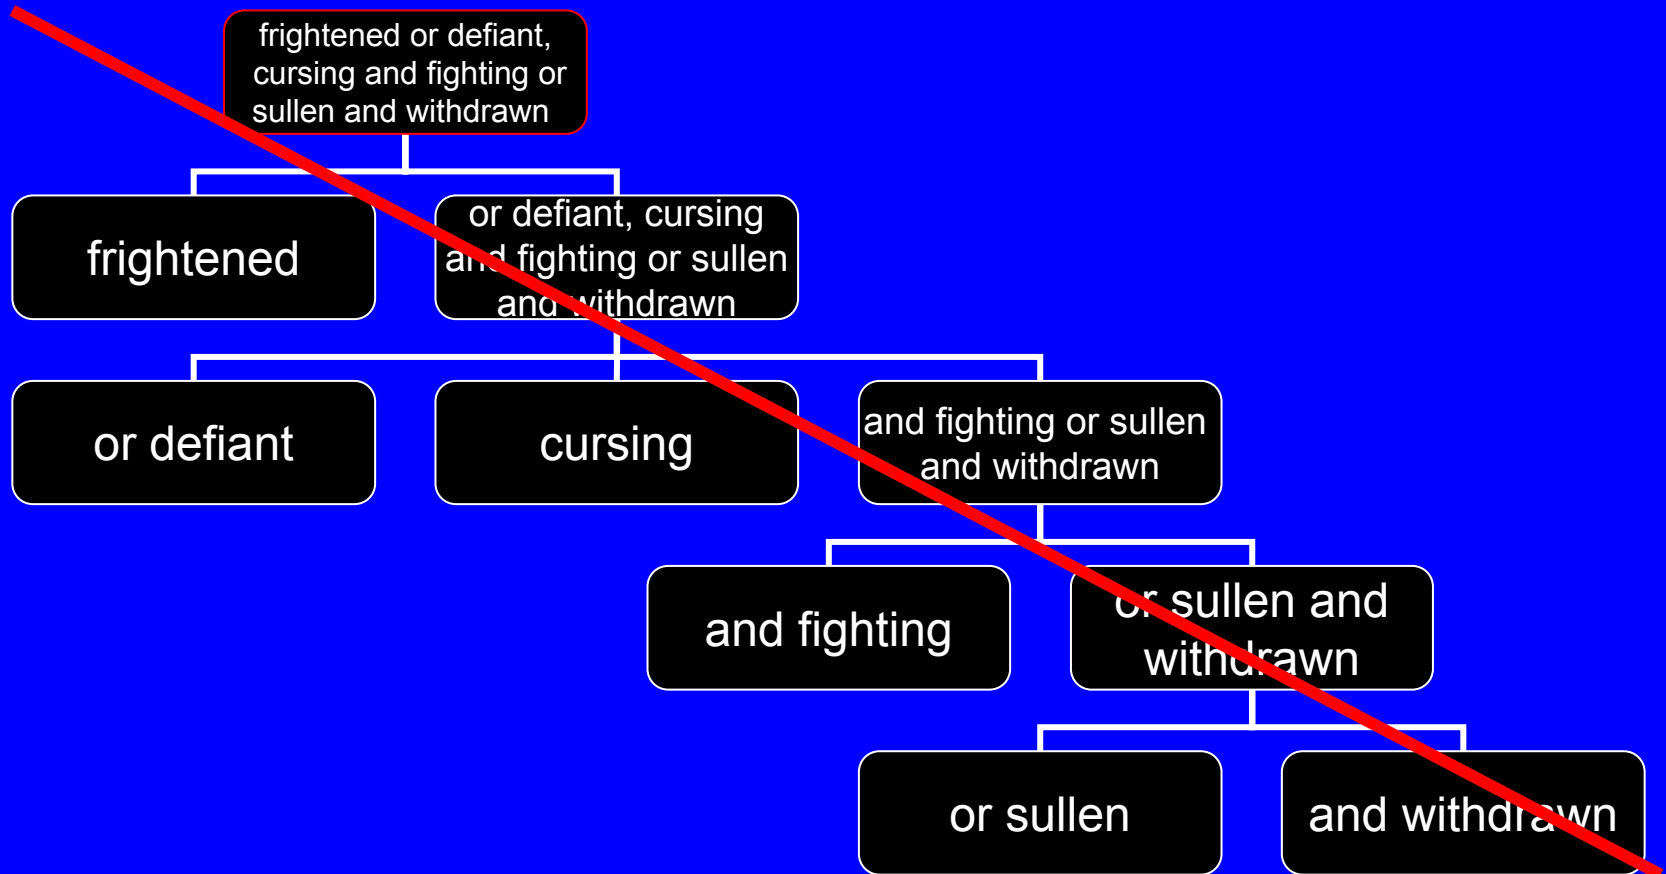 frightened or defiant,
cursing and fighting or
sullen and withdrawn
frightened
or defiant, cursing
and fighting or sullen
and withdrawn
or defiant
cursing
and fighting or sullen
and withdrawn
and fighting
or sullen and
withdrawn
or sullen
and withdrawn